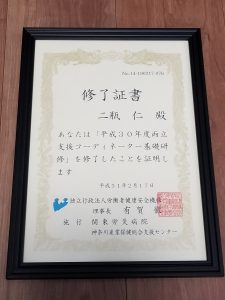 修了証書
二瓶 仁 殿
あなたは「平成30年度両立
支援コーディネーター基礎研
修」を修了したことを証明しま
す
平成31年2月17日
独立行政法人労働者健康安全機構
理事長 有賀 徹
施行 関東労災病院
神奈川産業保健総合支援センター